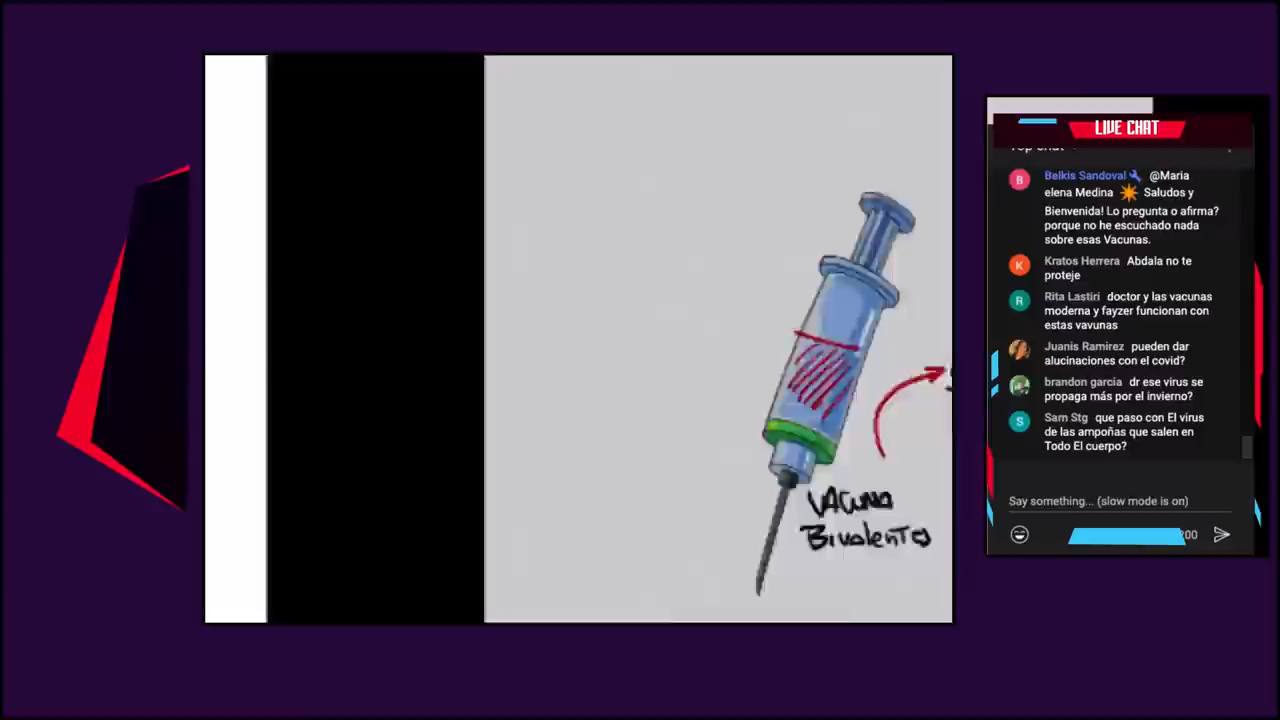 VACUNA
Bivalente
LIVE CHAT
Top chat
B
Belkis Sandoval @Maria
elena Medina Saludos y
Bienvenida! Lo pregunta o afirma?
porque no he escuchado nada
sobre esas Vacunas.
K
Kratos Herrera Abdala no te
proteje
R
Rita Lastiri doctor y las vacunas
moderna y fayzer funcionan con
estas vavunas
Juanis Ramirez pueden dar
alucinaciones con el covid?
brandon garcia dr ese virus se
propaga más por el invierno?
S
Sam Stg que paso con El virus
de las ampoñas que salen en
Todo El cuerpo?
Say something... (slow mode is on)